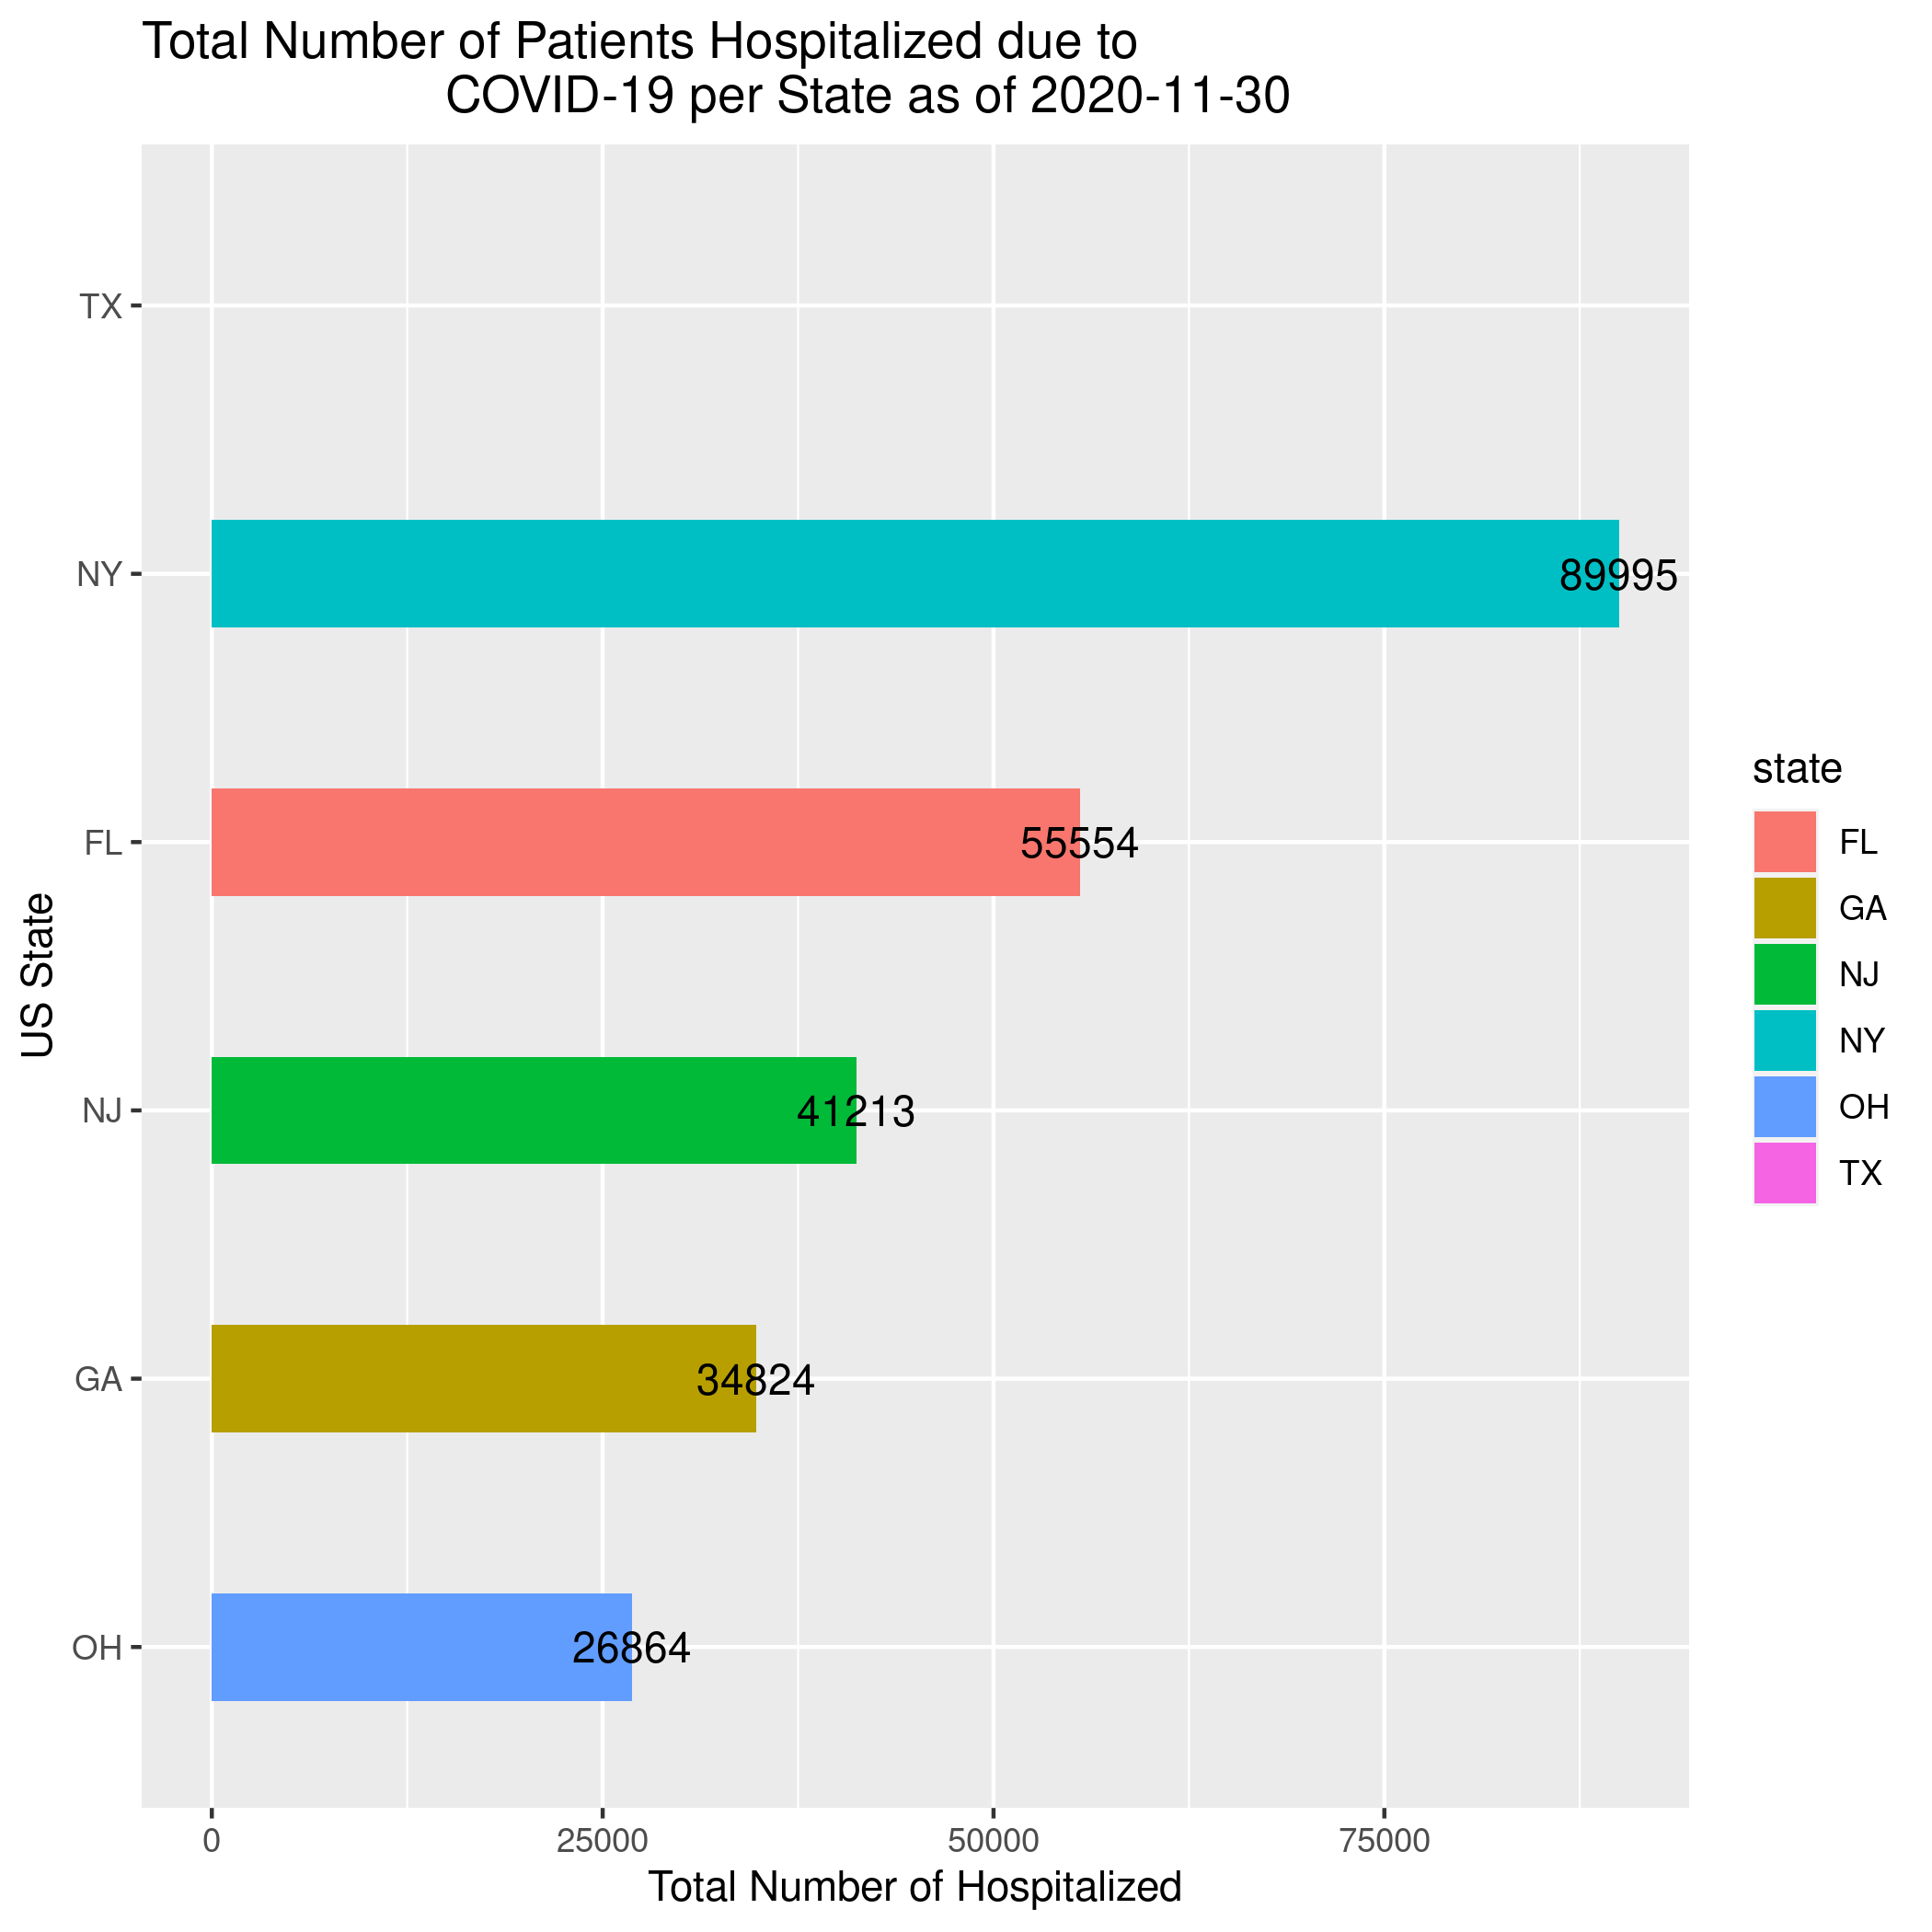 Total Number of Patients Hospitalized due to
COVID-19 per State as of 2020-11-30
TX
NY
89995
FL
55554
NJ
41213
GA
34824
OH
26864
US State
0 25000 50000 75000
Total Number of Hospitalized
state
FL
GA
NJ
NY
OH
TX